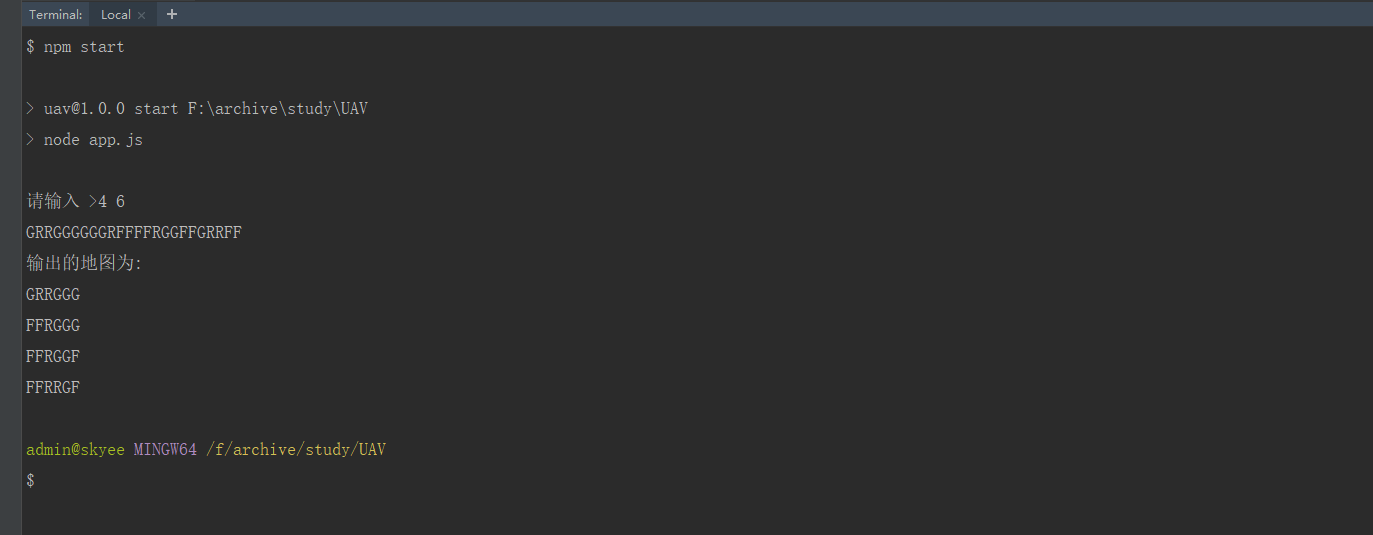 Terminal: Local × +
$ npm start
> uav@1.0.0 start F:\archive\study\UAV
> node app.js
请输入 >4 6
GRRGGGGGGRFFFFRGGFFGRRFF
输出的地图为:
GRRGGG
FFRGGG
FFRGGF
FFRRGF
admin@skyee MINGW64 /f/archive/study/UAV
$